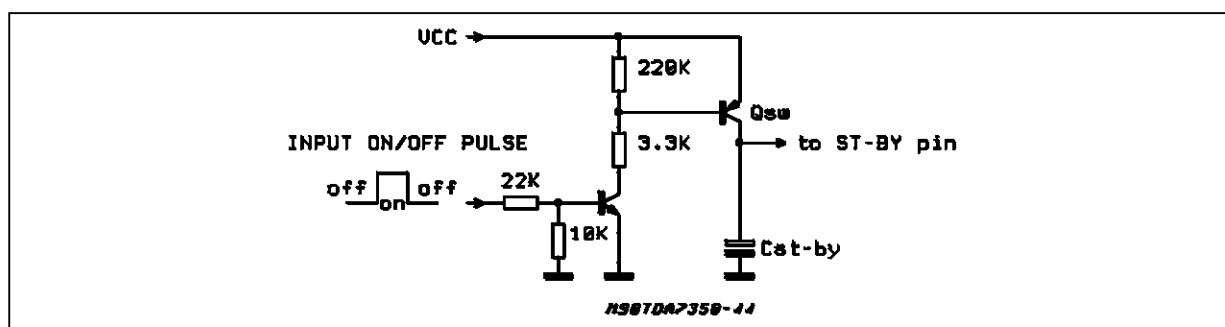 VCC
220K
Qsw
INPUT ON/OFF PULSE
3.3K
to ST-BY pin
off off
on
22K
10K
Cst-by
M90TDA7350-44